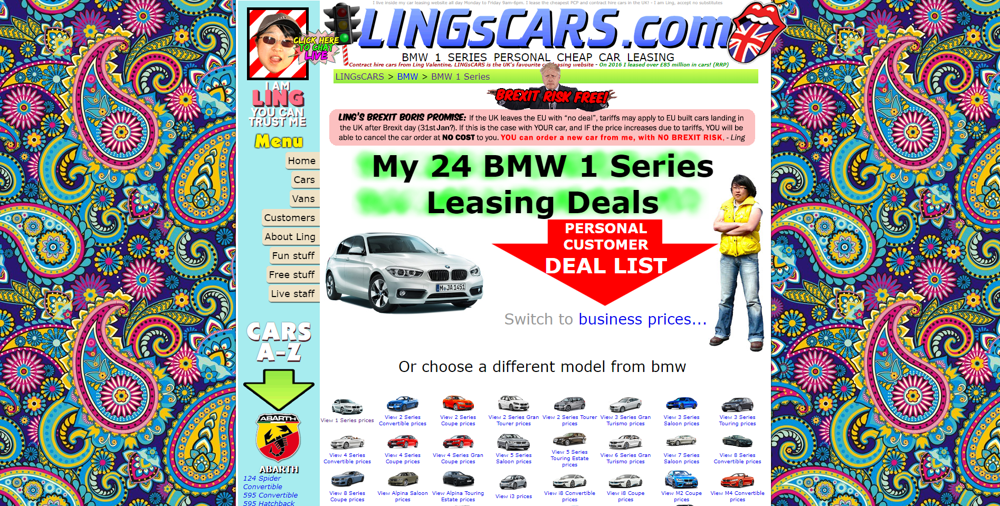 I live inside my car leasing website all day Monday to Friday 9am-6pm. I lease the cheapest PCP and contract hire cars in the UK! - I am Ling, accept no substitutes
LINGsCARS.com
CLICK HERE
TO CHAT
LIVE
BMW 1 SERIES PERSONAL CHEAP CAR LEASING
Contract hire cars from Ling Valentine, LINGsCARS is the UK's favourite car leasing website - On 2016 I leased over £85 million in cars! (RRP)
LINGsCARS > BMW > BMW 1 Series
BREXIT RISK FREE!
I AM
LING
YOU CAN
TRUST ME
Menu
Home
Cars
Vans
Customers
About Ling
Fun stuff
Free stuff
Live staff
CARS
A-Z
ABARTH
ABARTH
124 Spider
Convertible
595 Convertible
595 Hatchback
LING'S BREXIT BORIS PROMISE: If the UK leaves the EU with “no deal”, tariffs may apply to EU built cars landing in
the UK after Brexit day (31st Jan?). If this is the case with YOUR car, and IF the price increases due to tariffs, YOU will be
able to cancel the car order at NO COST to you. YOU can order a new car from me, with NO BREXIT RISK, - Ling
My 24 BMW 1 Series
Leasing Deals
PERSONAL
CUSTOMER
DEAL LIST
M JA 1451
Switch to business prices...
Or choose a different model from bmw
View 1 Series prices
View 2 Series
Convertible prices
View 2 Series
Coupe prices
View 2 Series Gran
Tourer prices
View 2 Series Tourer
prices
View 3 Series Gran
Turismo prices
View 3 Series
Saloon prices
View 3 Series
Touring prices
View 4 Series
Convertible prices
View 4 Series
Coupe prices
View 4 Series Gran
Coupe prices
View 5 Series
Saloon prices
View 5 Series
Touring Estate
prices
View 6 Series Gran
Turismo prices
View 7 Series
Saloon prices
View 8 Series
Convertible prices
View 8 Series
Coupe prices
View Alpina Saloon
prices
View Alpina Touring
Estate prices
View i3 prices
View i8 Convertible
prices
View i8 Coupe
prices
View M2 Coupe
prices
View M4 Convertible
prices